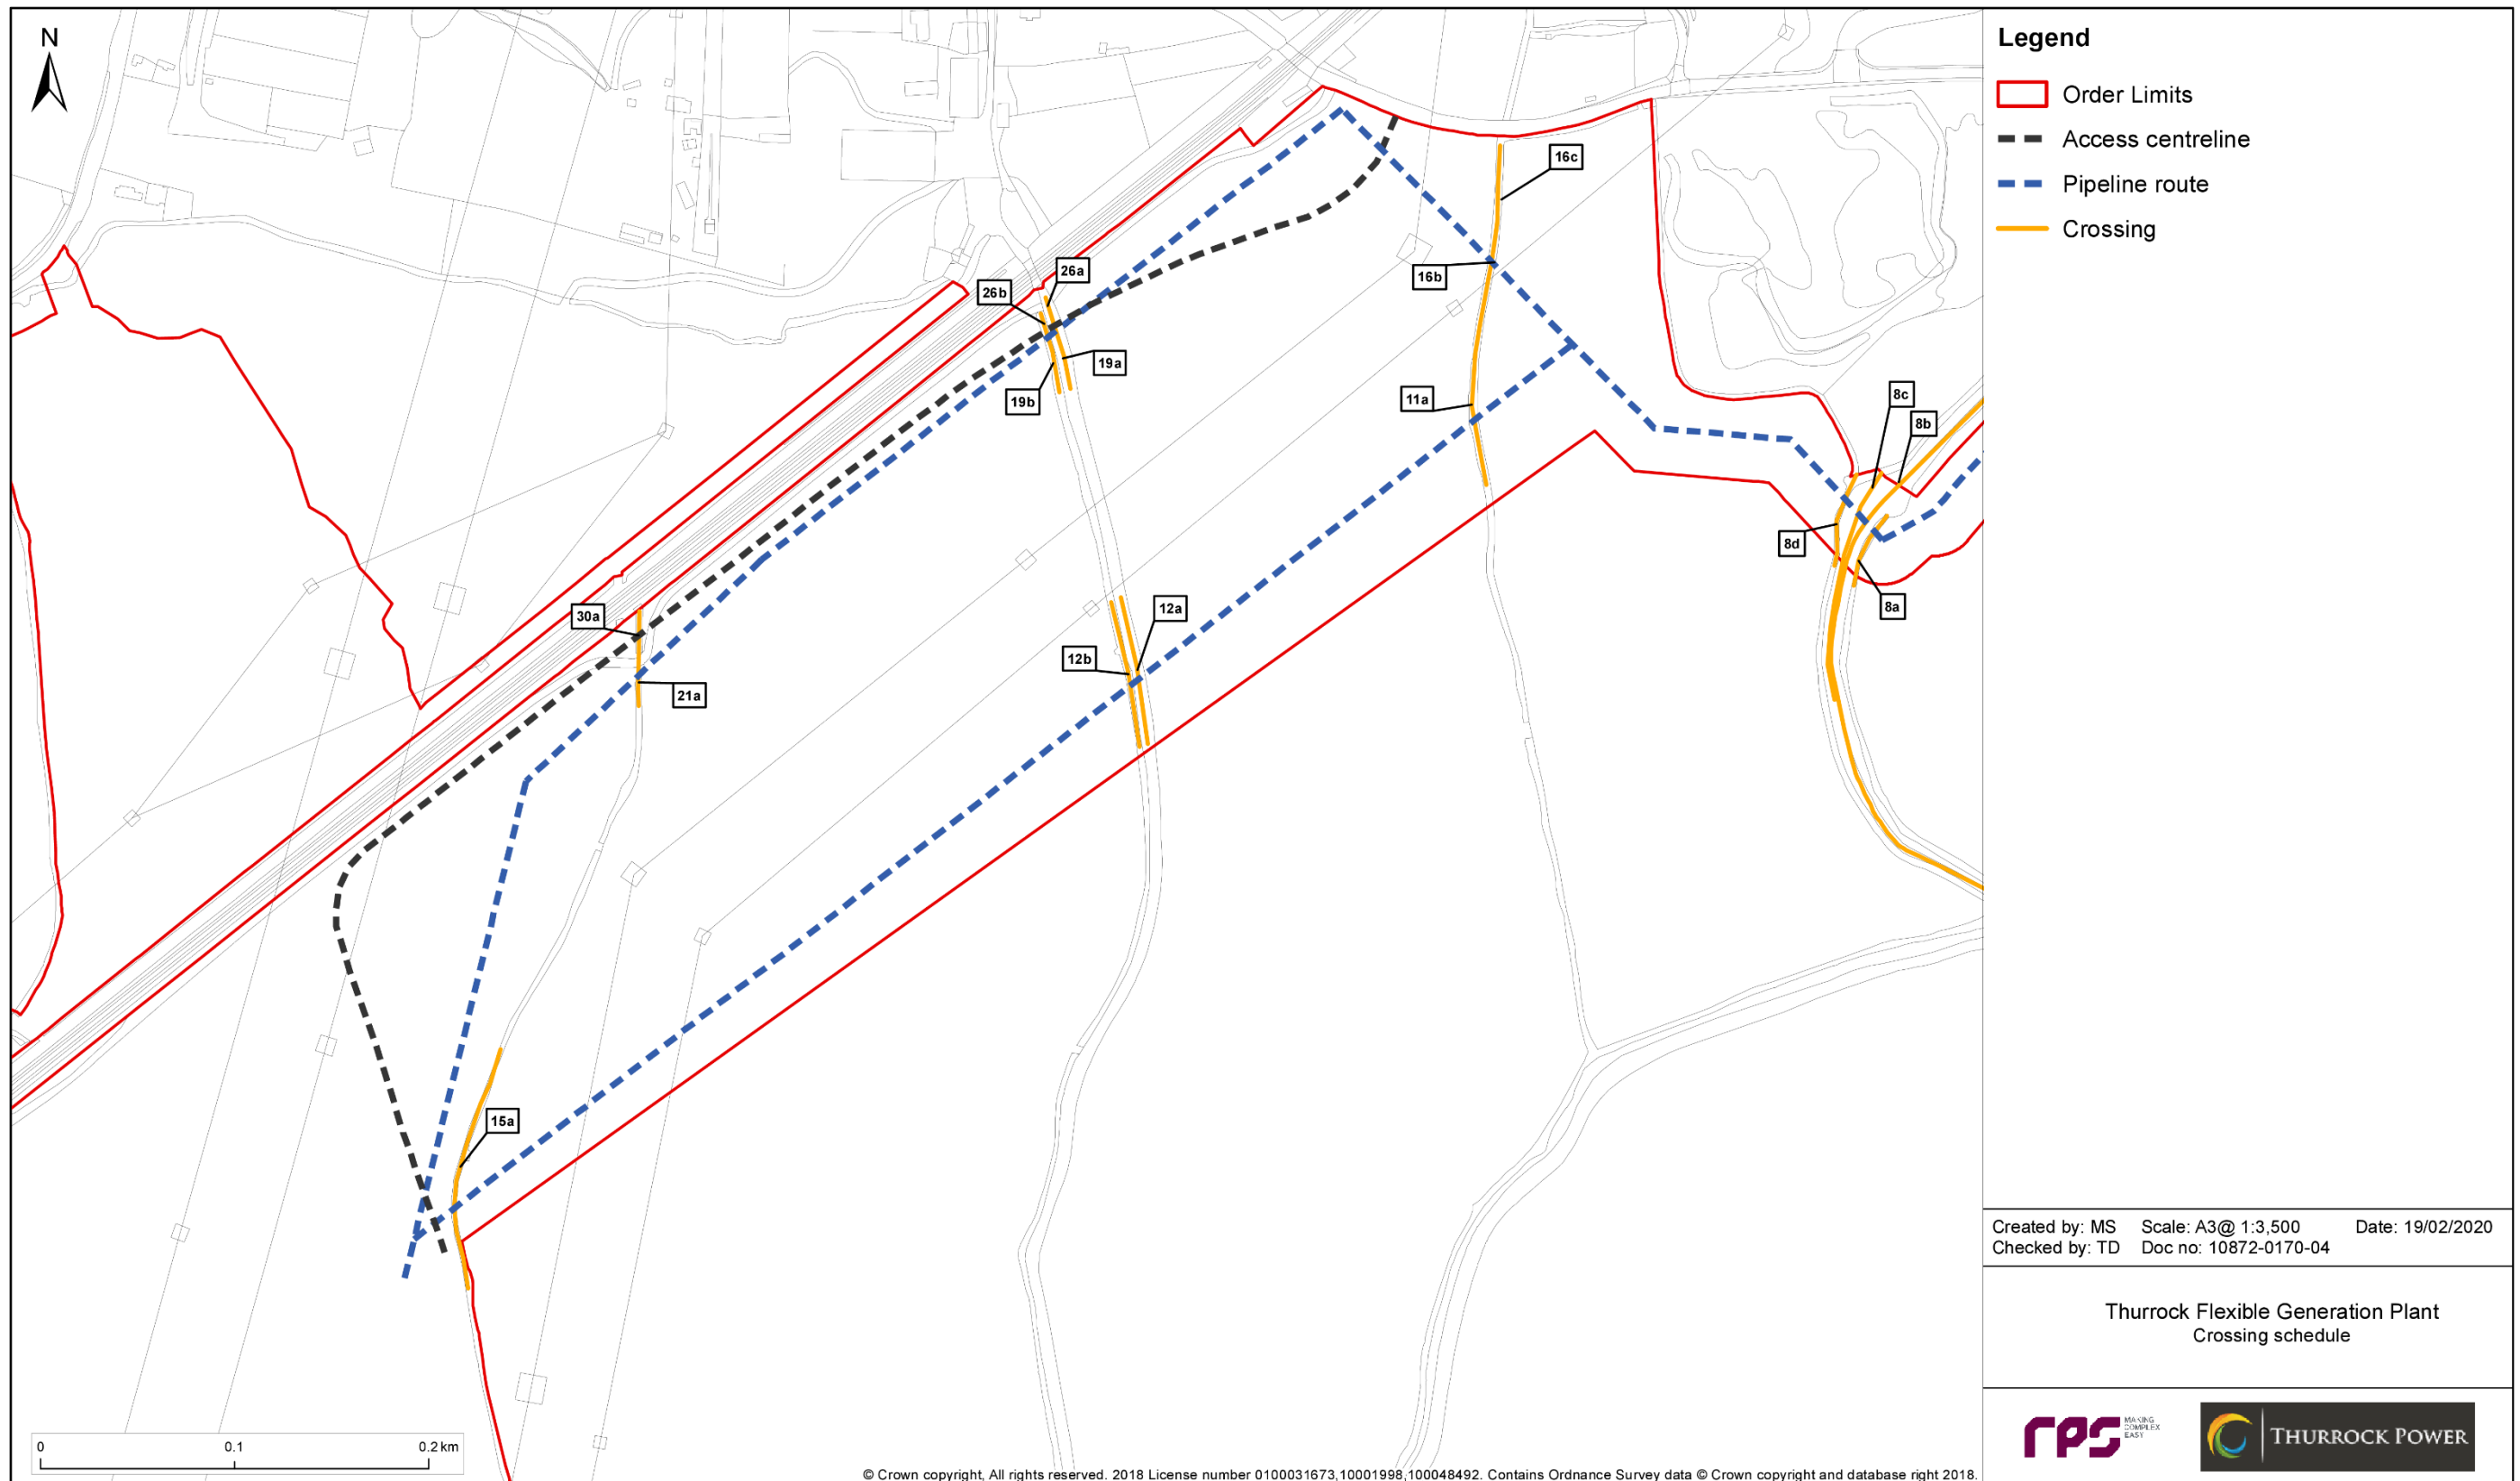 N
16c
26a
26b
16b
19a
19b
11a
8c
8b
8d
8a
30a
12a
12b
21a
15a
0 0.1 0.2 km
© Crown copyright, All rights reserved. 2018 License number 0100031673,10001998,100048492. Contains Ordnance Survey data © Crown copyright and database right 2018.
Legend
Order Limits
Access centreline
Pipeline route
Crossing
Created by: MS Scale: A3@ 1:3,500 Date: 19/02/2020
Checked by: TD Doc no: 10872-0170-04
Thurrock Flexible Generation Plant
Crossing schedule
rps
MAKING
COMPLEX
EASY
THURROCK POWER